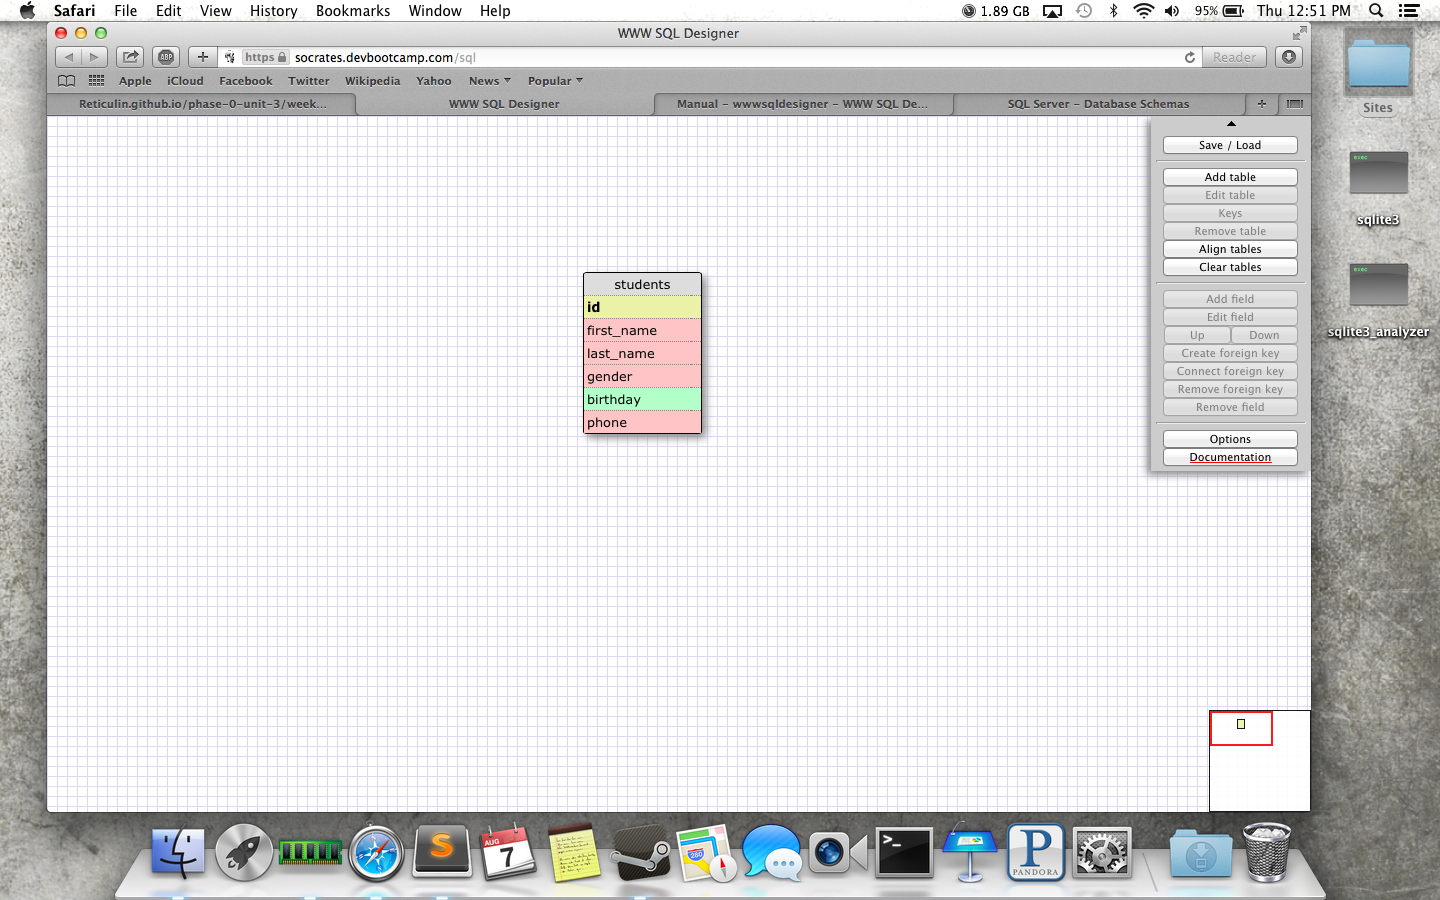 Safari File Edit View History Bookmarks Window Help 1.89 GB 95% Thu 12:51 PM
WWW SQL Designer
ABP https socrates.devbootcamp.com/sql Reader
Apple iCloud Facebook Twitter Wikipedia Yahoo News Popular
Reticulin.github.io/phase-0-unit-3/week... WWW SQL Designer Manual – wwwsqldesigner – WWW SQL De... SQL Server – Database Schemas +
Sites
Save / Load
Add table
Edit table
Keys
Remove table
Align tables
Clear tables
Add field
Edit field
Up Down
Create foreign key
Connect foreign key
Remove foreign key
Remove field
Options
Documentation
exec
sqlite3
exec
sqlite3_analyzer
students
id
first_name
last_name
gender
birthday
phone
S
AUG
7
280
>_
P
PANDORA